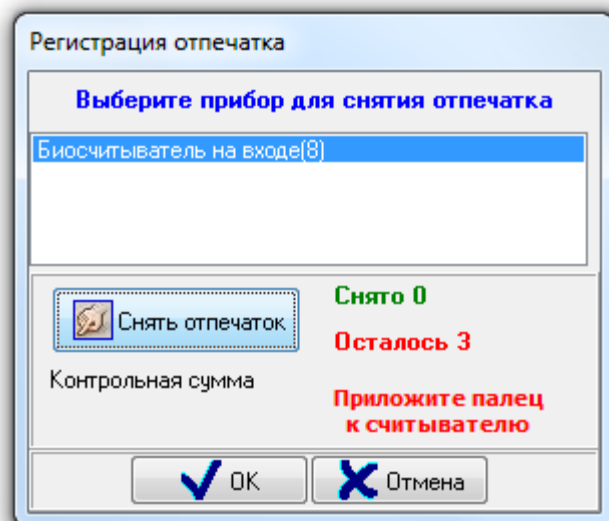 Регистрация отпечатка
Выберите прибор для снятия отпечатка
Биосчитыватель на входе(8)
Снять отпечаток
Снято 0
Осталось 3
Контрольная сумма
Приложите палец
к считывателю
OK
Отмена